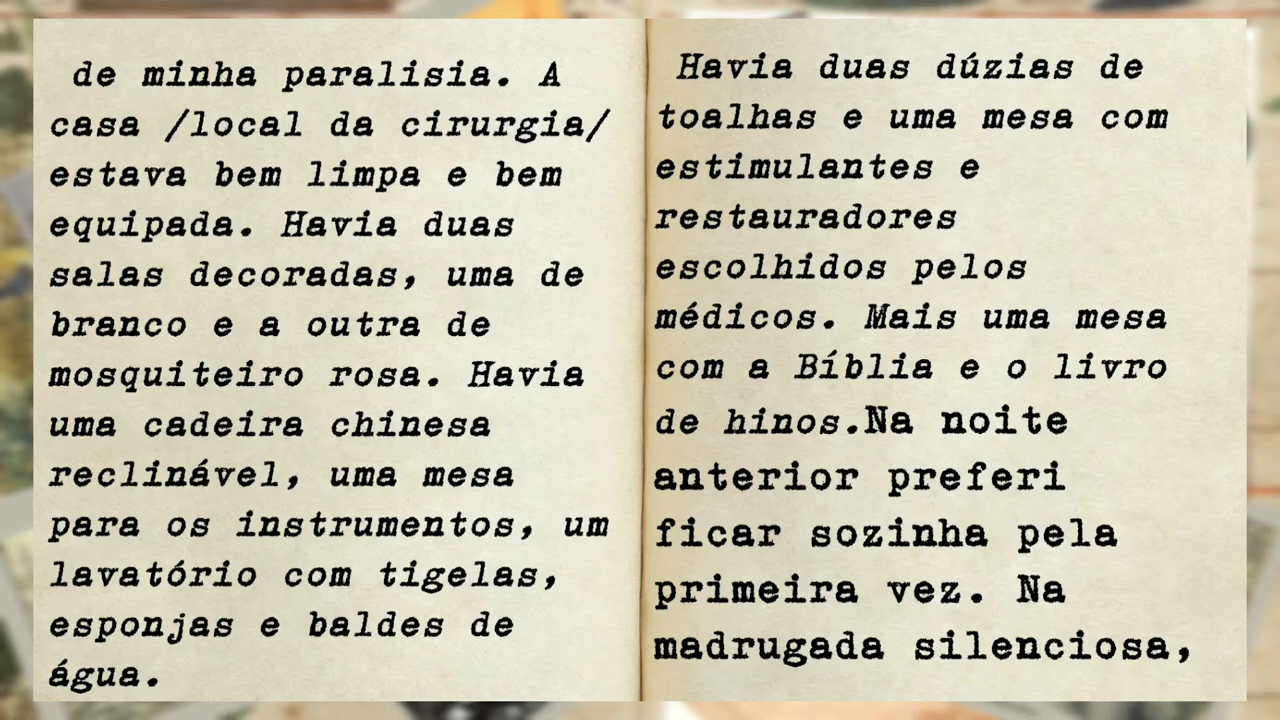 de minha paralisia. A
casa /local da cirurgia/
estava bem limpa e bem
equipada. Havia duas
salas decoradas, uma de
branco e a outra de
mosquiteiro rosa. Havia
uma cadeira chinesa
reclinável, uma mesa
para os instrumentos, um
lavatório com tigelas,
esponjas e baldes de
água.
Havia duas dúzias de
toalhas e uma mesa com
estimulantes e
restauradores
escolhidos pelos
médicos. Mais uma mesa
com a Bíblia e o livro
de hinos.Na noite
anterior preferi
ficar sozinha pela
primeira vez. Na
madrugada silenciosa,